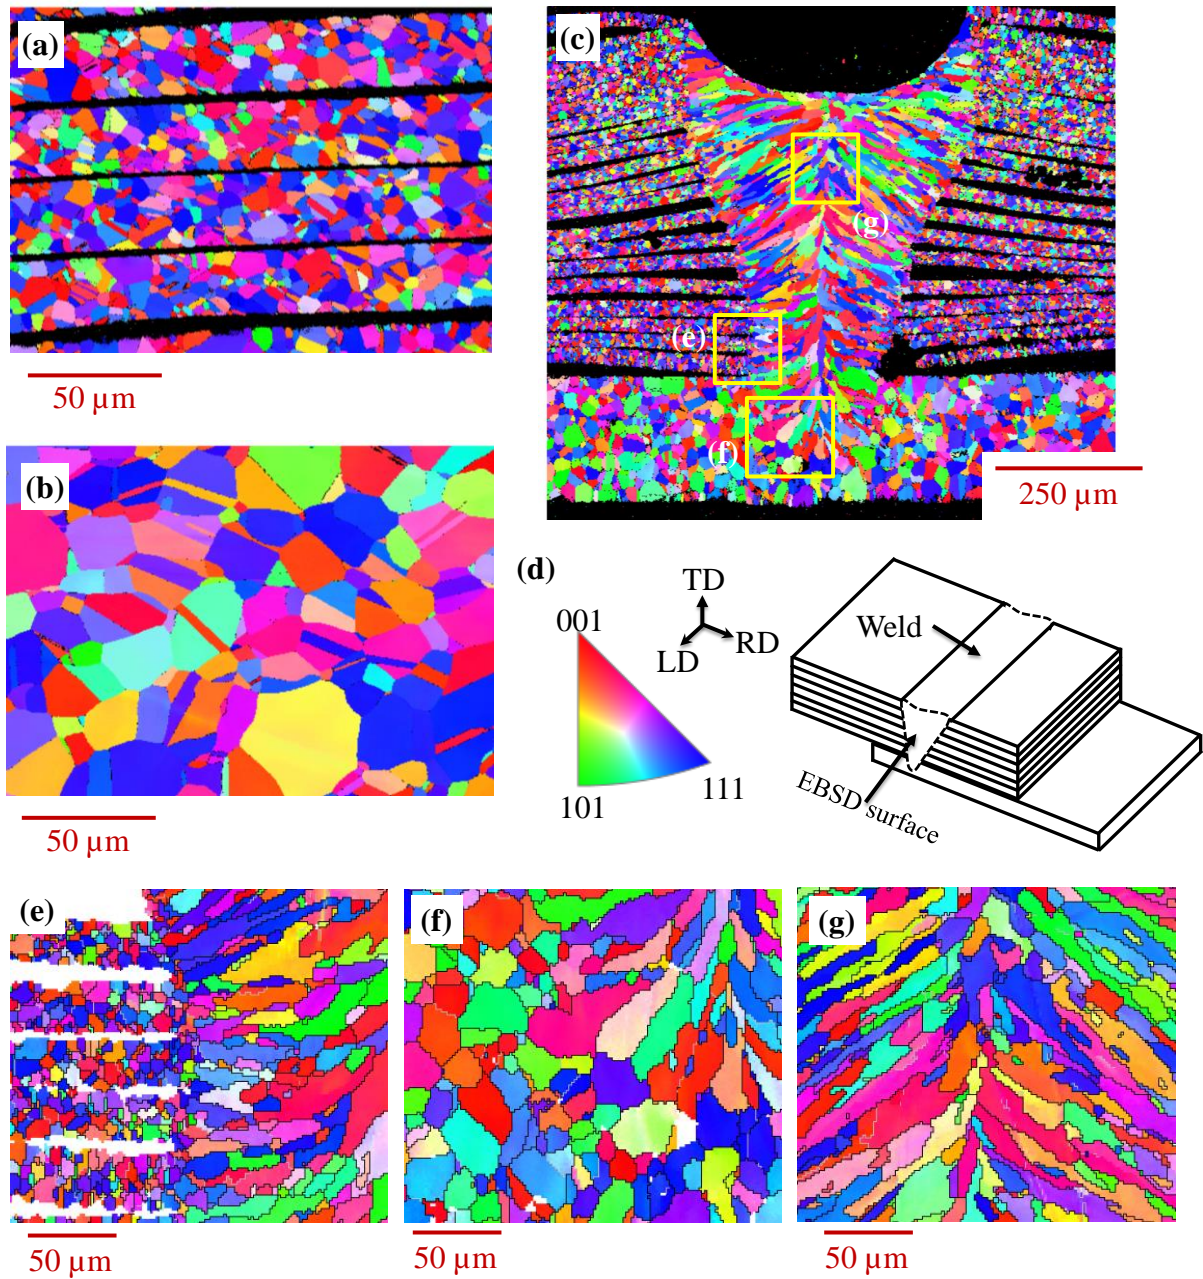 (a)
50 µm
(b)
50 µm
(c)
(g)
(e)
(f)
250 µm
(d)
001
101
111
TD
LD
RD
Weld
EBSD surface
(e)
50 µm
(f)
50 µm
(g)
50 µm